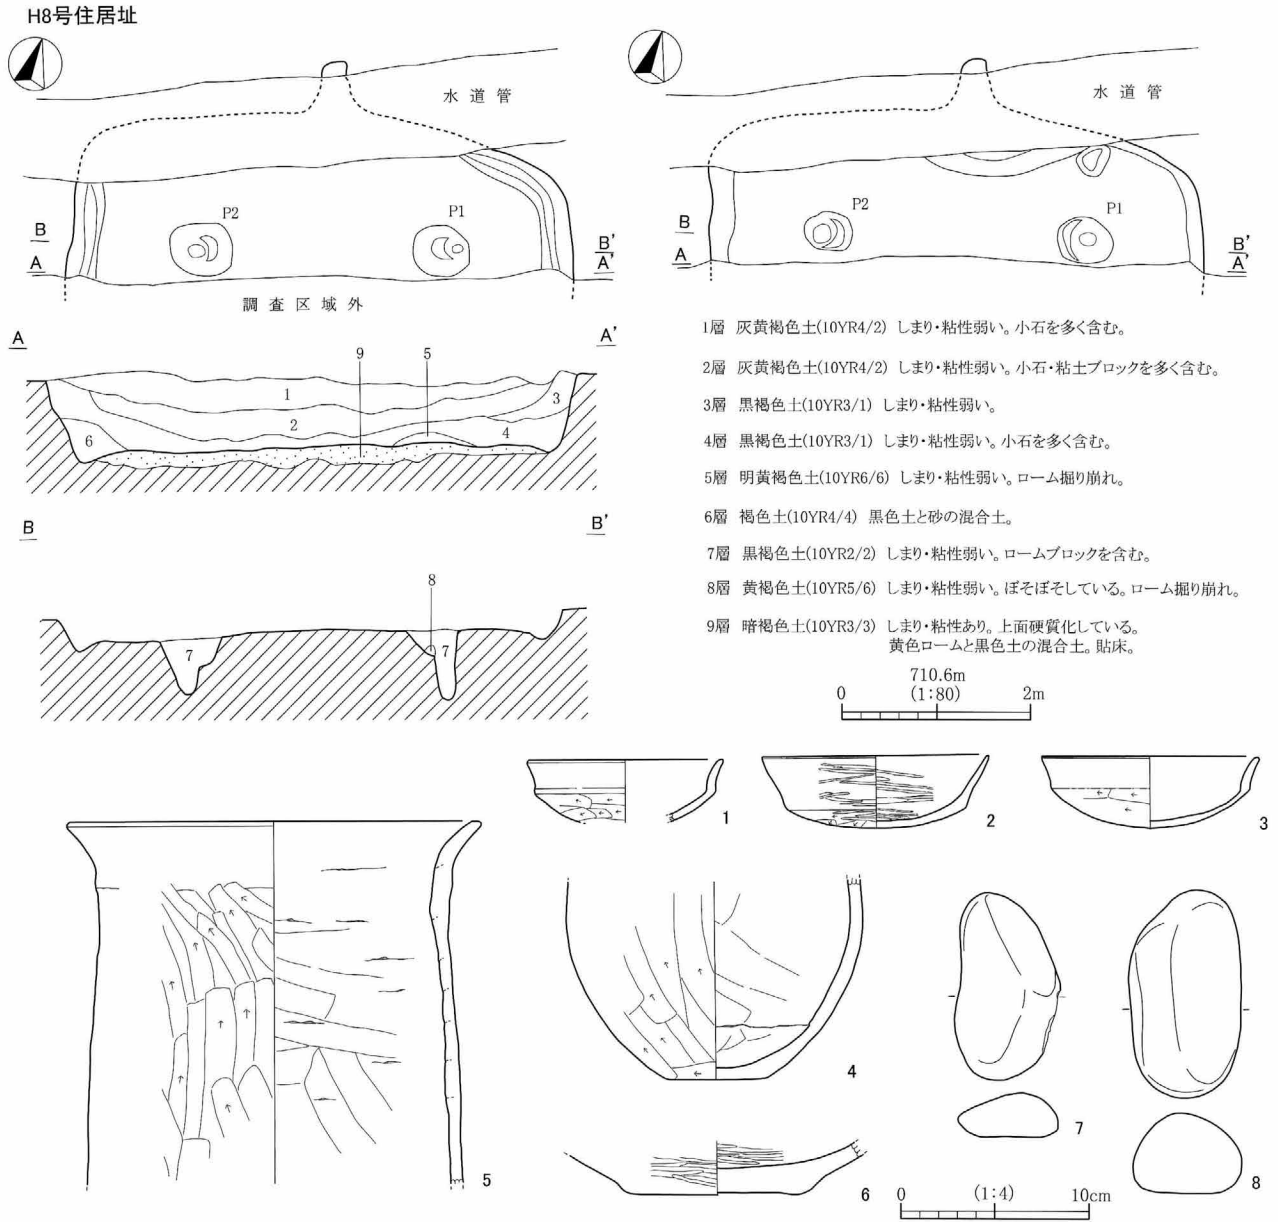 H8号住居址
水道管
P2
P1
B
A
B'
A'
調査区域外
水道管
P2
P1
B
A
B'
A'
A
A'
9
5
1
2
3
4
6
B
B'
8
7
7
1層 灰黄褐色土(10YR4/2) しまり・粘性弱い。小石を多く含む。
2層 灰黄褐色土(10YR4/2) しまり・粘性弱い。小石・粘土ブロックを多く含む。
3層 黒褐色土(10YR3/1) しまり・粘性弱い。
4層 黒褐色土(10YR3/1) しまり・粘性弱い。小石を多く含む。
5層 明黄褐色土(10YR6/6) しまり・粘性弱い。ローム掘り崩れ。
6層 褐色土(10YR4/4) 黒色土と砂の混合土。
7層 黒褐色土(10YR2/2) しまり・粘性弱い。ロームブロックを含む。
8層 黄褐色土(10YR5/6) しまり・粘性弱い。ぼそぼそしている。ローム掘り崩れ。
9層 暗褐色土(10YR3/3) しまり・粘性あり。上面硬質化している。
黄色ロームと黒色土の混合土。貼床。
710.6m
0 (1:80) 2m
1
2
3
4
5
6
7
8
0 (1:4) 10cm